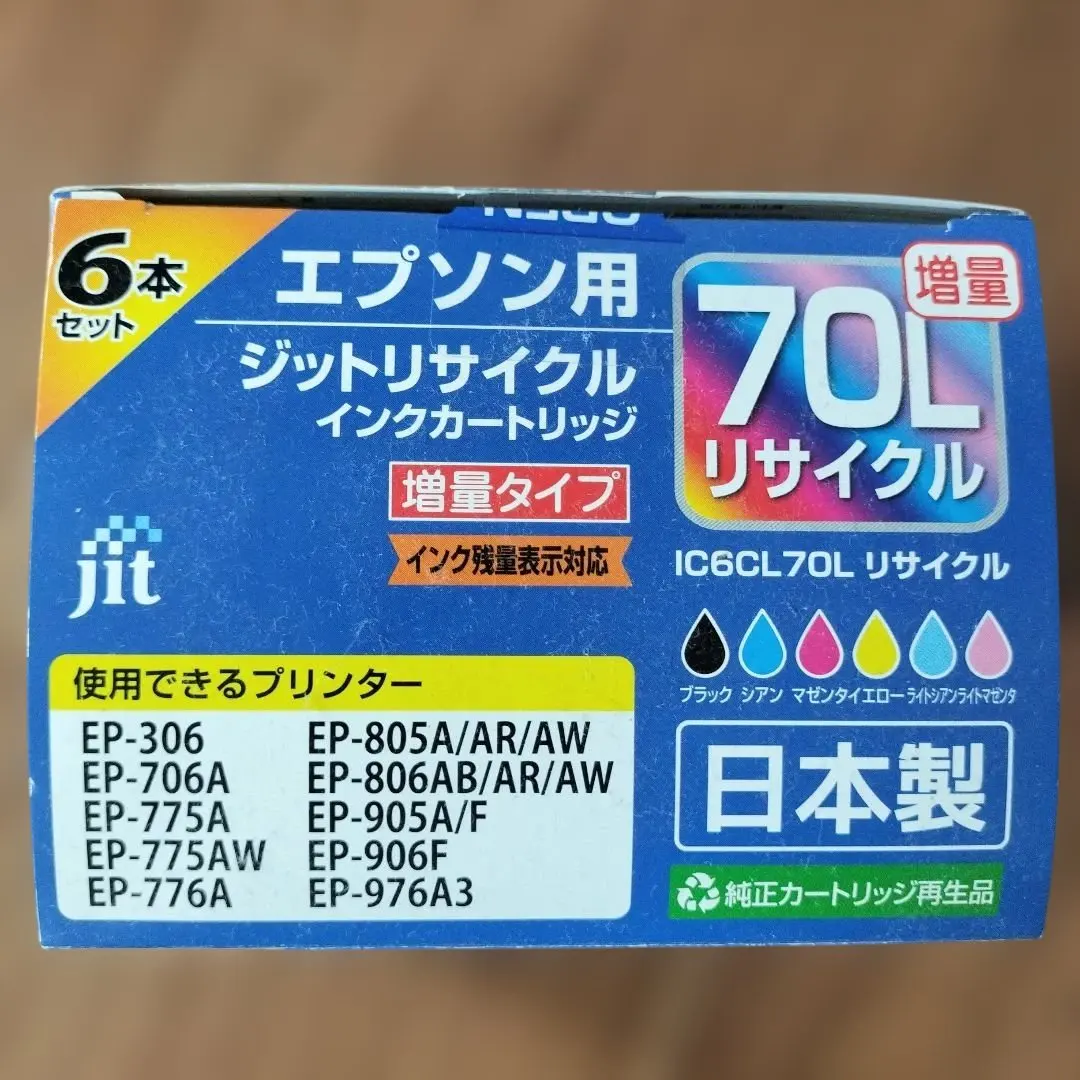 OPEN
6本
セット
エプソン用
ジットリサイクル
インクカートリッジ
増量タイプ
インク残量表示対応
jit
増量
70L
リサイクル
IC6CL70L リサイクル
ブラック シアン マゼンタ イエロー ライトシアン ライトマゼンタ
使用できるプリンター
EP-306 EP-805A/AR/AW
EP-706A EP-806AB/AR/AW
EP-775A EP-905A/F
EP-775AW EP-906F
EP-776A EP-976A3
日本製
純正カートリッジ再生品